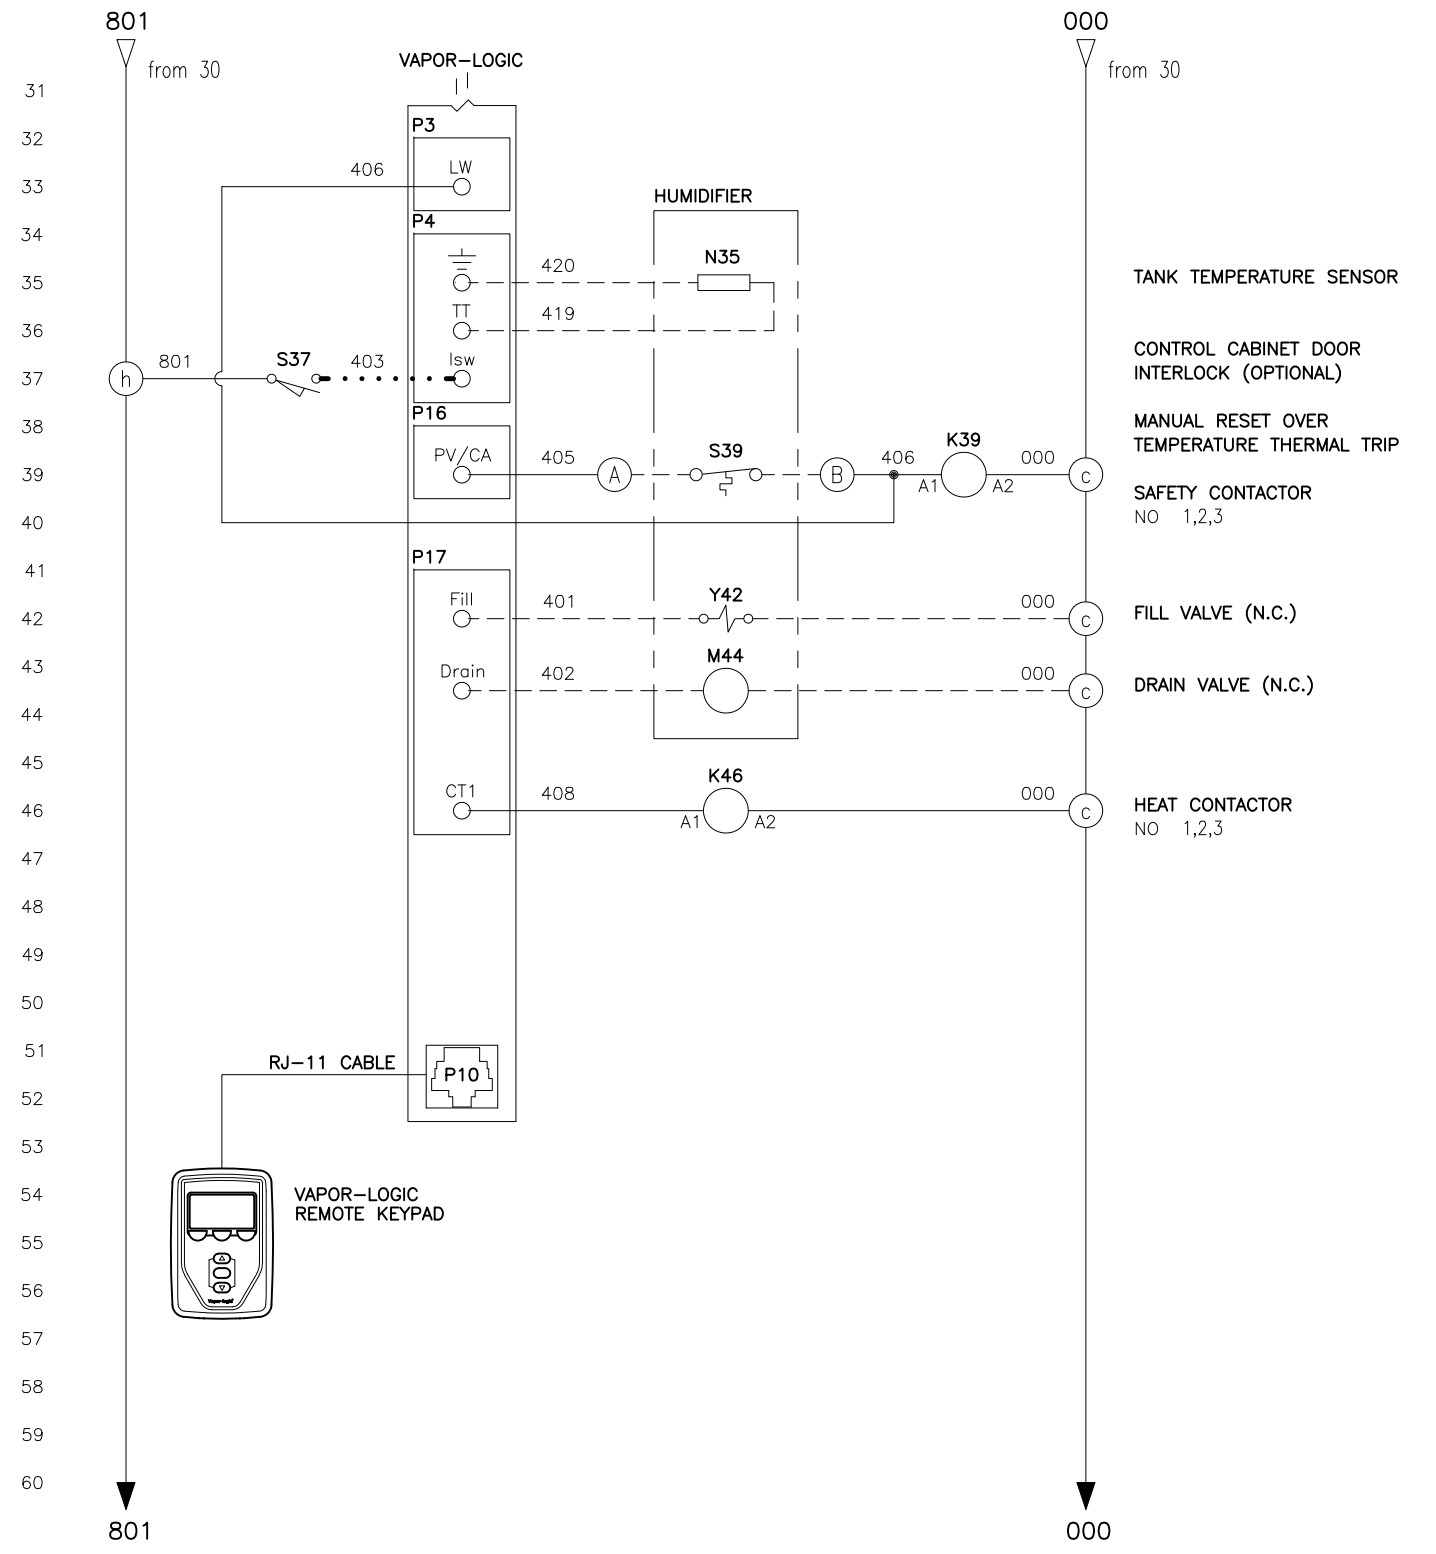 801
000
from 30
from 30
VAPOR-LOGIC
31
P3
32
406
LW
33
HUMIDIFIER
P4
34
N35
420
35
TANK TEMPERATURE SENSOR
TT
419
36
CONTROL CABINET DOOR
INTERLOCK (OPTIONAL)
h
801
S37
403
Isw
37
P16
38
MANUAL RESET OVER
TEMPERATURE THERMAL TRIP
PV/CA
405
A
S39
B
406
K39
A1
A2
000
c
39
SAFETY CONTACTOR
NO 1,2,3
40
P17
41
Fill
401
Y42
000
c
42
FILL VALVE (N.C.)
43
Drain
402
M44
000
c
DRAIN VALVE (N.C.)
44
45
CT1
408
K46
A1
A2
000
c
46
HEAT CONTACTOR
NO 1,2,3
47
48
49
50
51
RJ-11 CABLE
P10
52
53
54
VAPOR-LOGIC
REMOTE KEYPAD
55
56
Vapor-logic
57
58
59
60
801
000